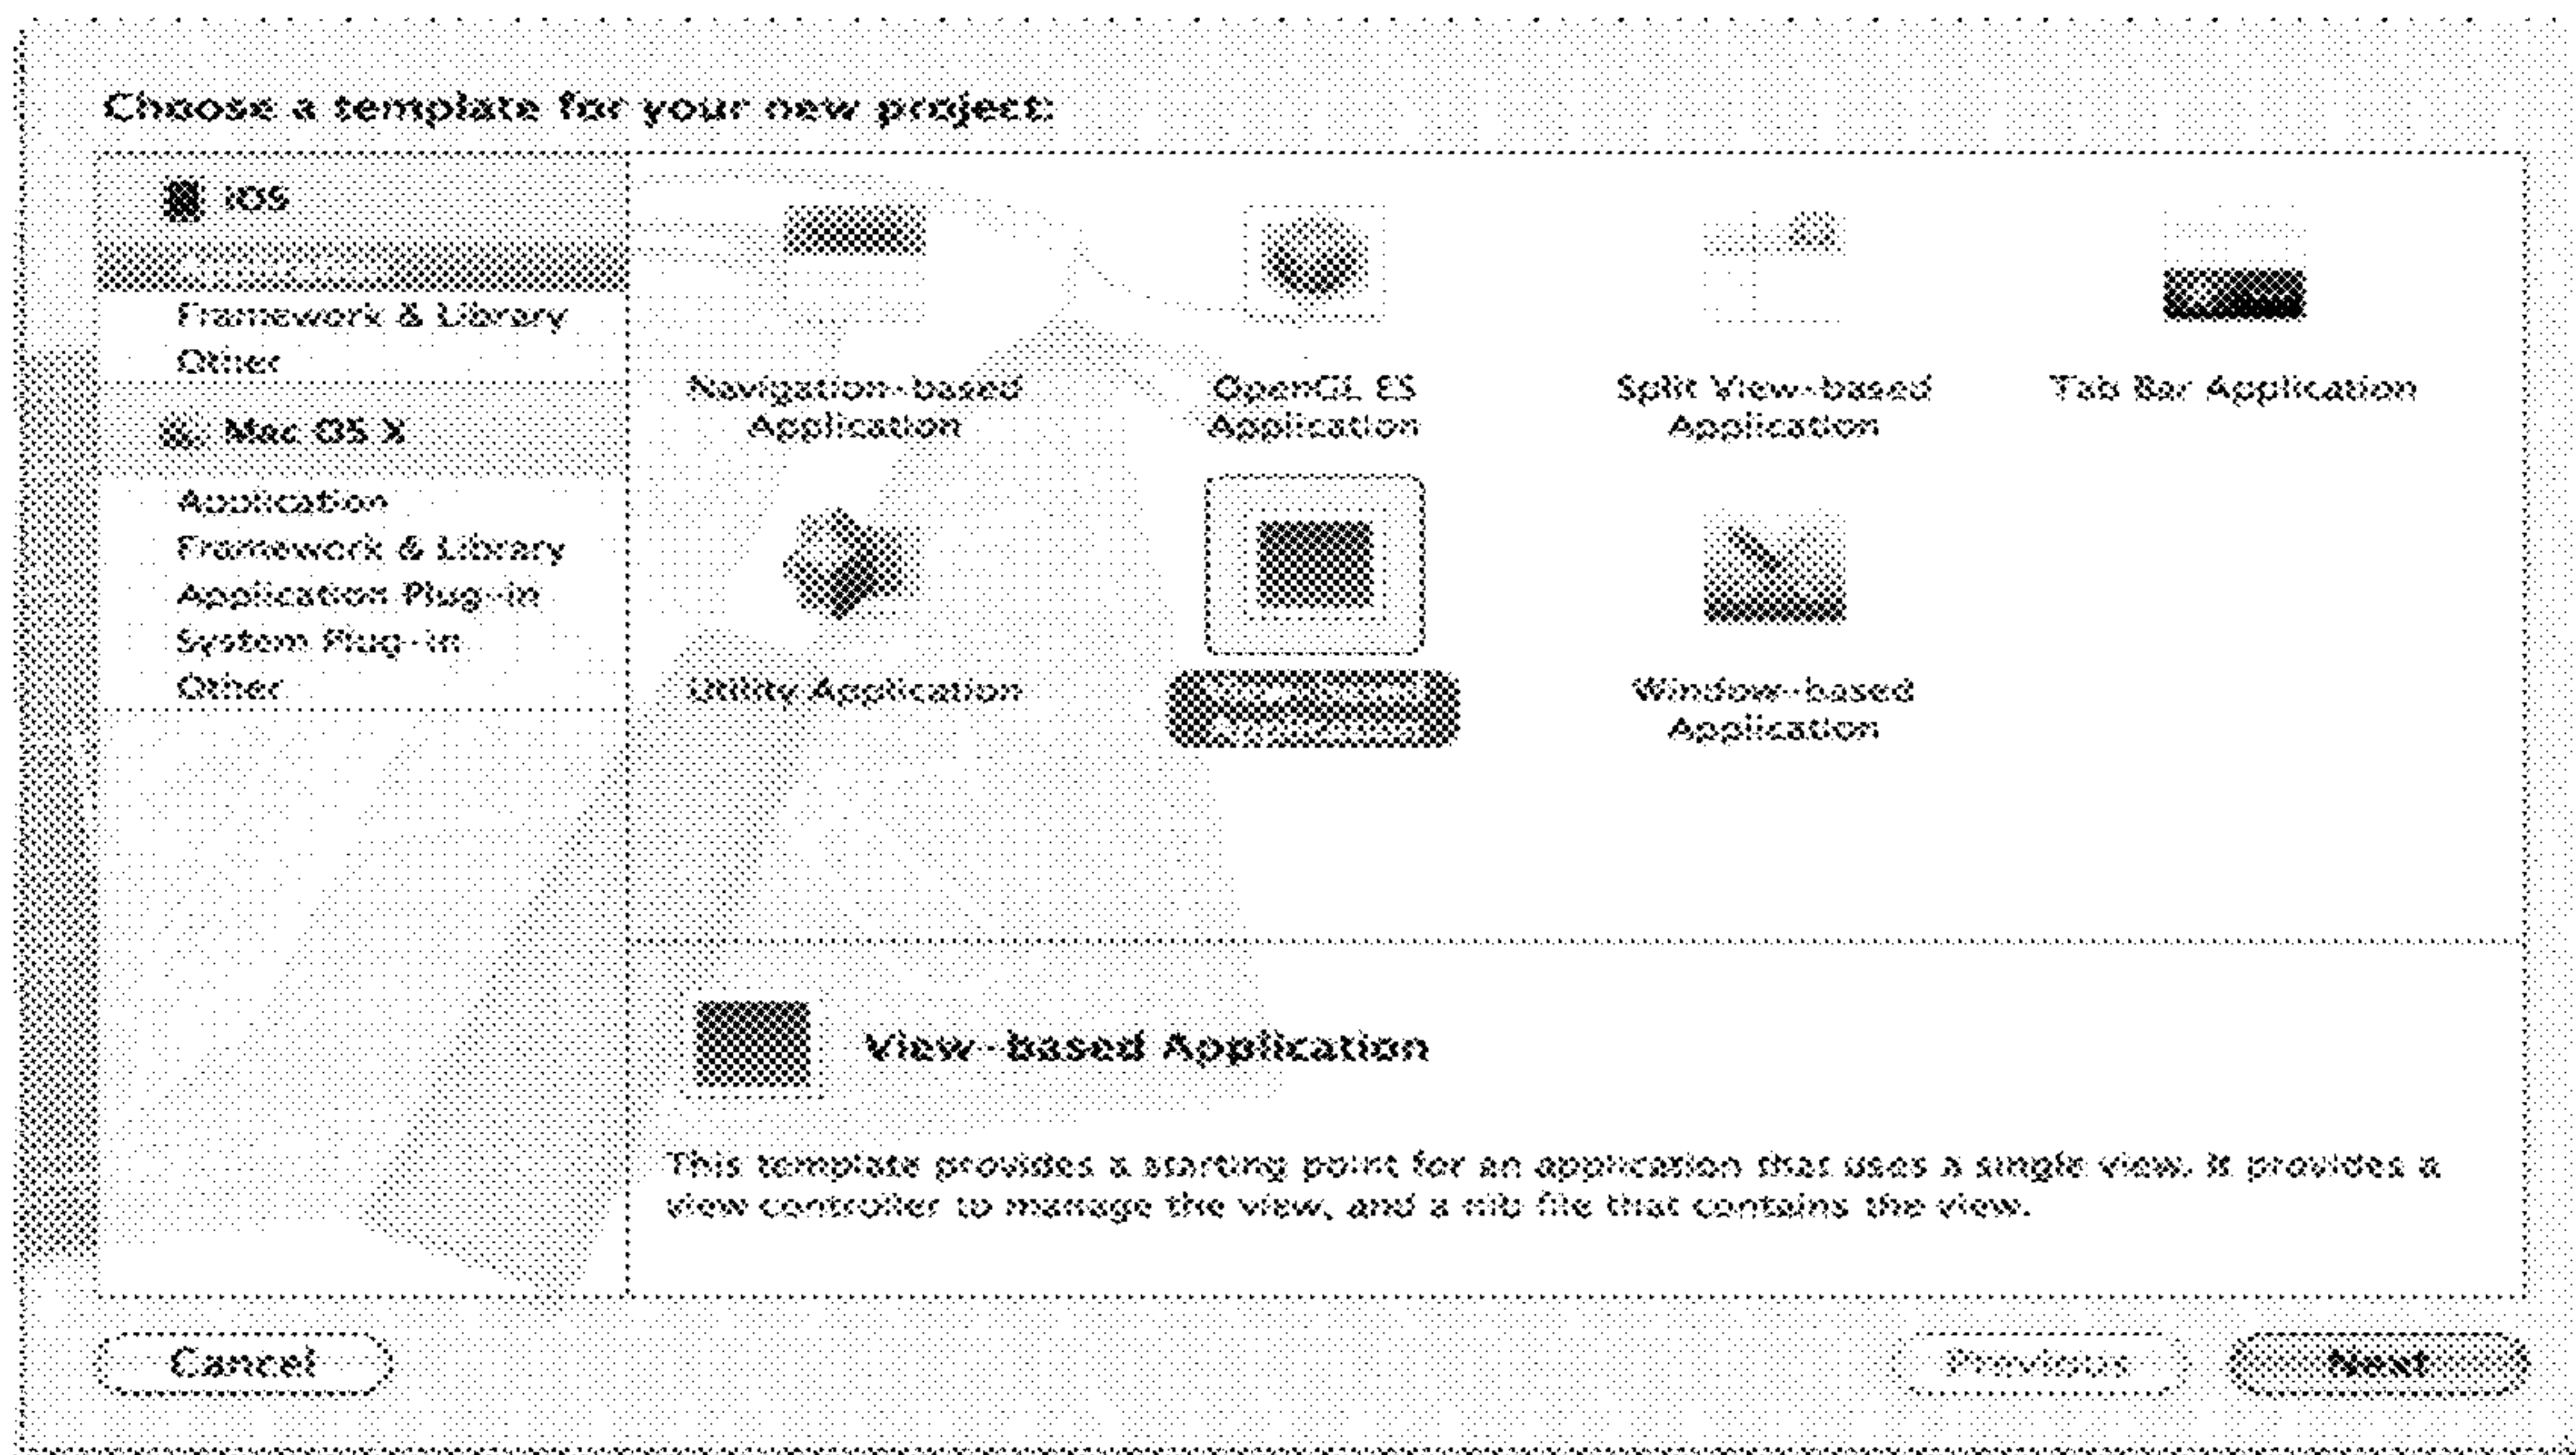 Choose a template for your new project:
iOS
Framework & Library
Other
Mac OS X
Application
Framework & Library
Application Plug-in
System Plug-in
Other
Navigation-based
Application
OpenGL ES
Application
Split View-based
Application
Tab Bar Application
Utility Application
Window-based
Application
View-based Application
This template provides a starting point for an application that uses a single view. It provides a
view controller to manage the view, and a nib file that contains the view.
Cancel
Previous
Next